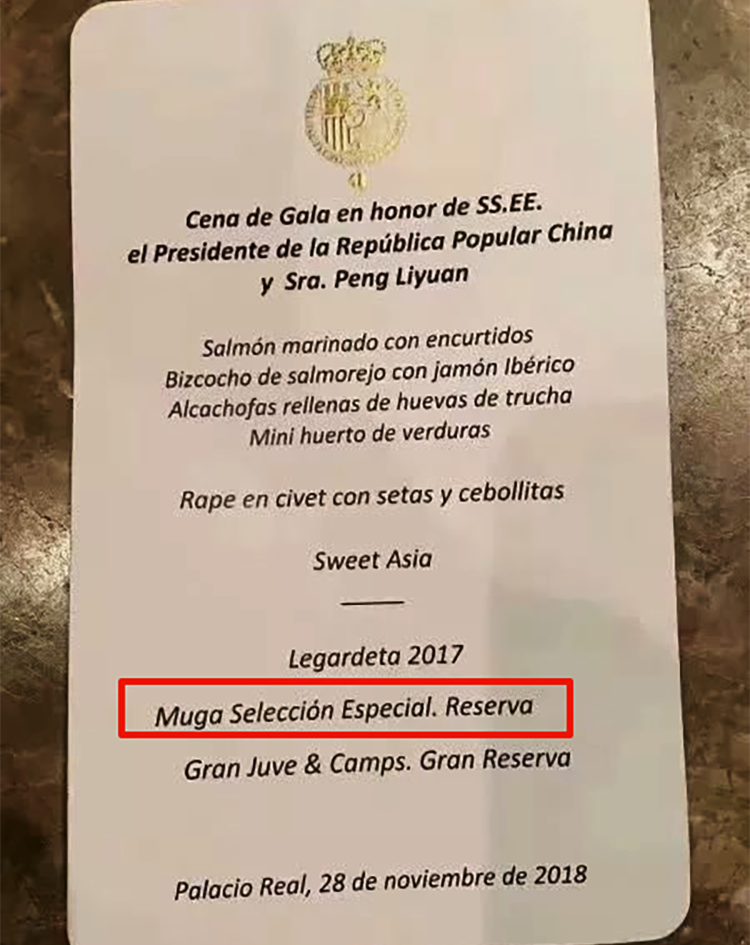 Cena de Gala en honor de SS.EE.
el Presidente de la República Popular China
y Sra. Peng Liyuan
Salmón marinado con encurtidos
Bizcocho de salmorejo con jamón Ibérico
Alcachofas rellenas de huevas de trucha
Mini huerto de verduras
Rape en civet con setas y cebollitas
Sweet Asia
Legardeta 2017
Muga Selección Especial. Reserva
Gran Juve & Camps. Gran Reserva
Palacio Real, 28 de noviembre de 2018